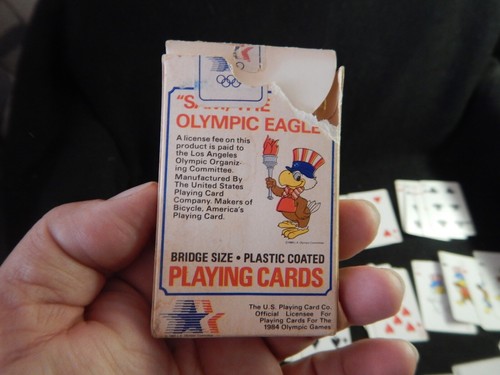 "SAM, THE
OLYMPIC EAGLE"
A license fee on this
product is paid to
the Los Angeles
Olympic Organiz-
ing Committee.
Manufactured By
The United States
Playing Card
Company. Makers of
Bicycle, America's
Playing Card.
BRIDGE SIZE • PLASTIC COATED
PLAYING CARDS
The U.S. Playing Card Co.
Official Licensee For
Playing Cards For The
1984 Olympic Games